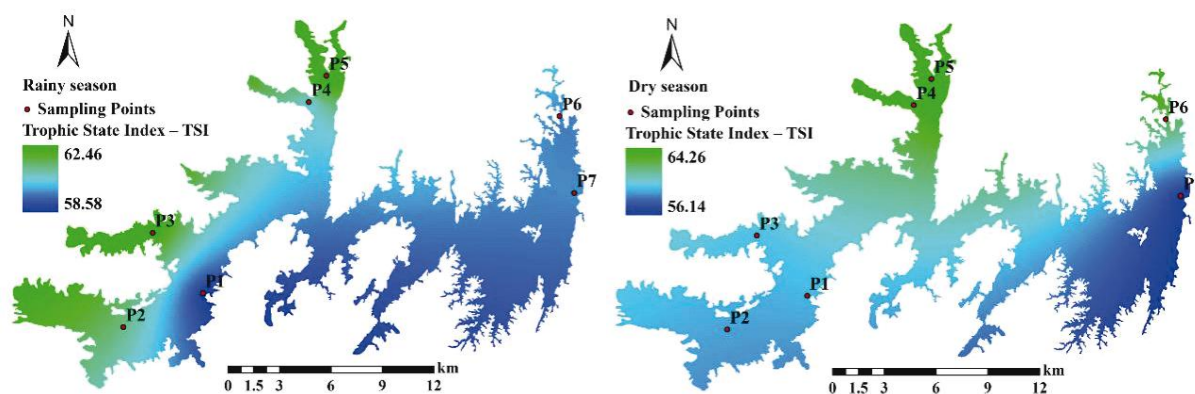 N
Rainy season
Sampling Points
Trophic State Index – TSI
62.46
58.58
P5
P4
P6
P7
P3
P1
P2
km
0 1.5 3 6 9 12
N
Dry season
Sampling Points
Trophic State Index – TSI
64.26
56.14
P5
P4
P6
P
P3
P1
P2
km
0 1.5 3 6 9 12